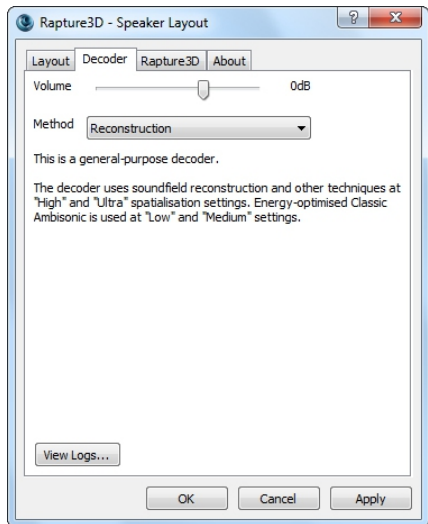 Rapture3D - Speaker Layout
Layout Decoder Rapture3D About
Volume 0dB
Method Reconstruction
This is a general-purpose decoder.
The decoder uses soundfield reconstruction and other techniques at
"High" and "Ultra" spatialisation settings. Energy-optimised Classic
Ambisonic is used at "Low" and "Medium" settings.
View Logs...
OK Cancel Apply